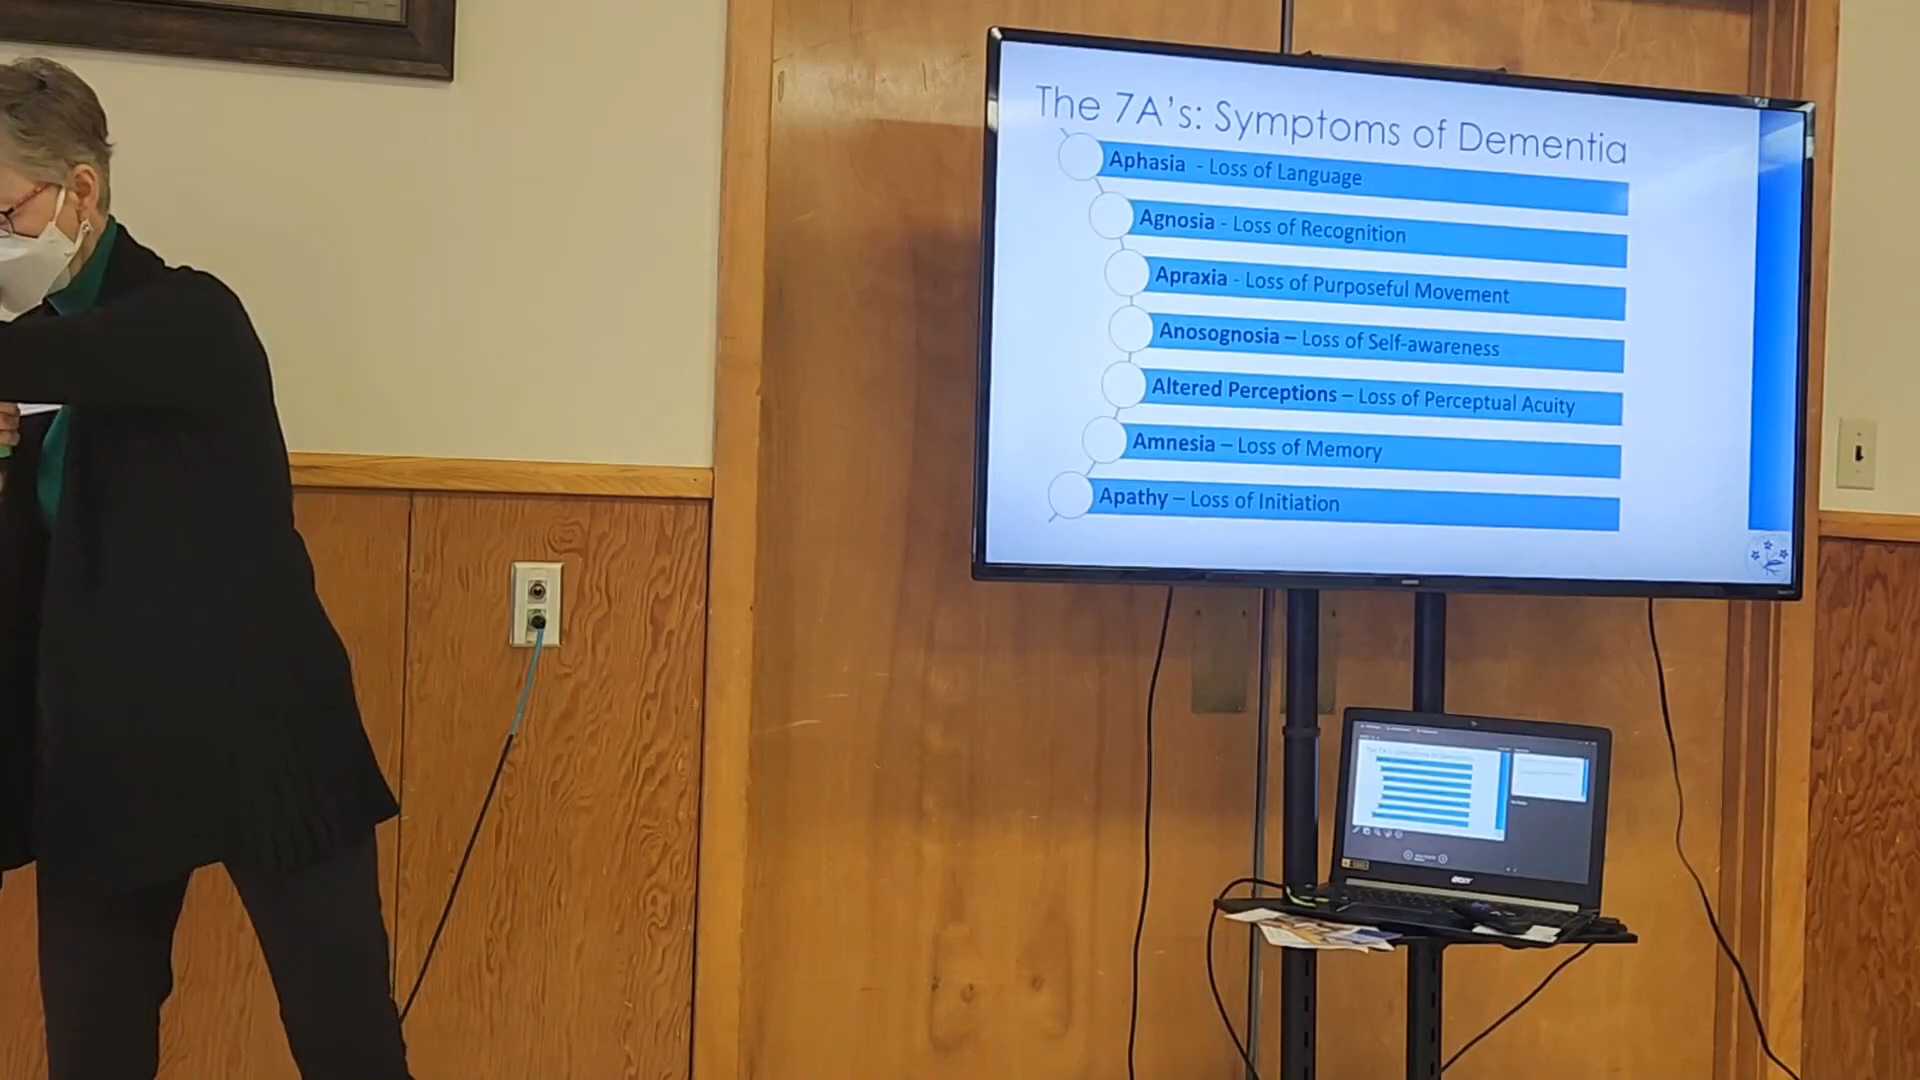 The 7A's: Symptoms of Dementia
Aphasia - Loss of Language
Agnosia - Loss of Recognition
Apraxia - Loss of Purposeful Movement
Anosognosia – Loss of Self-awareness
Altered Perceptions – Loss of Perceptual Acuity
Amnesia – Loss of Memory
Apathy – Loss of Initiation
acer